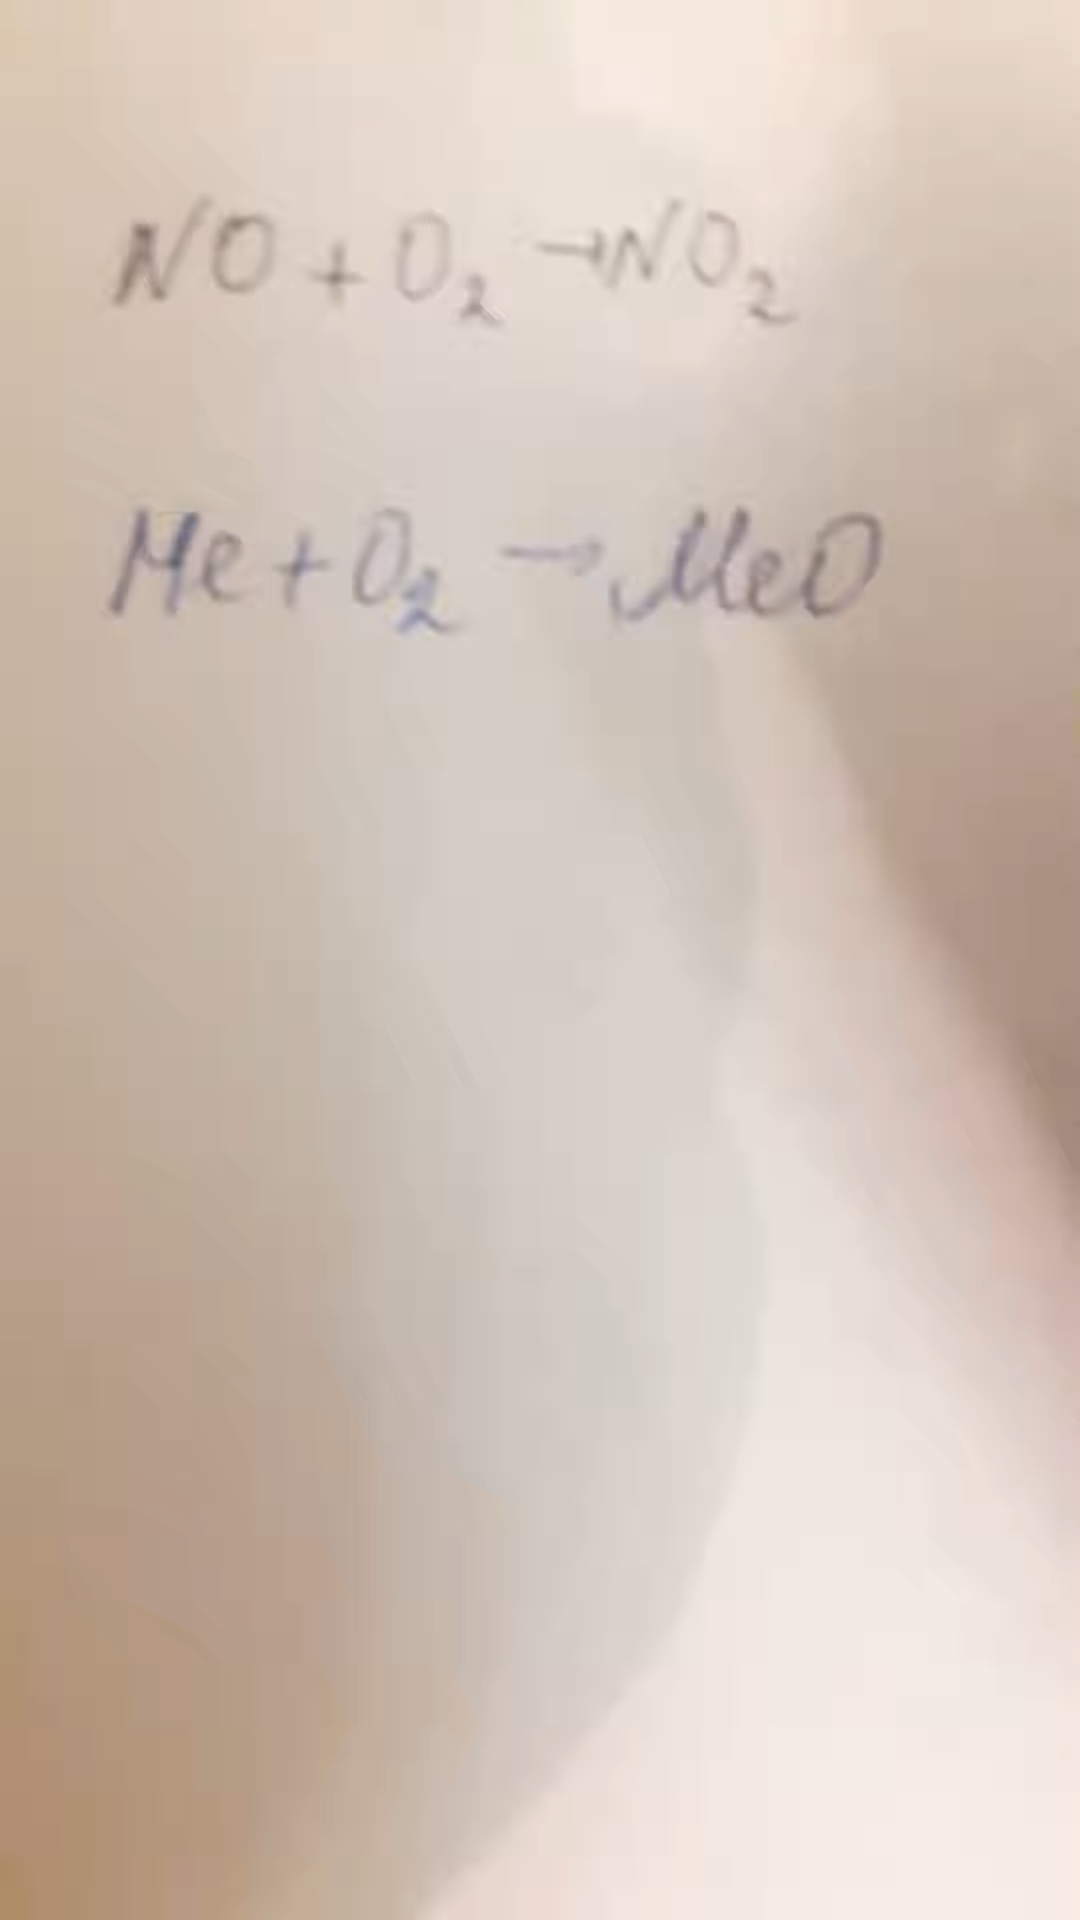 NO + O₂ → NO₂
Me + O₂ → MeO